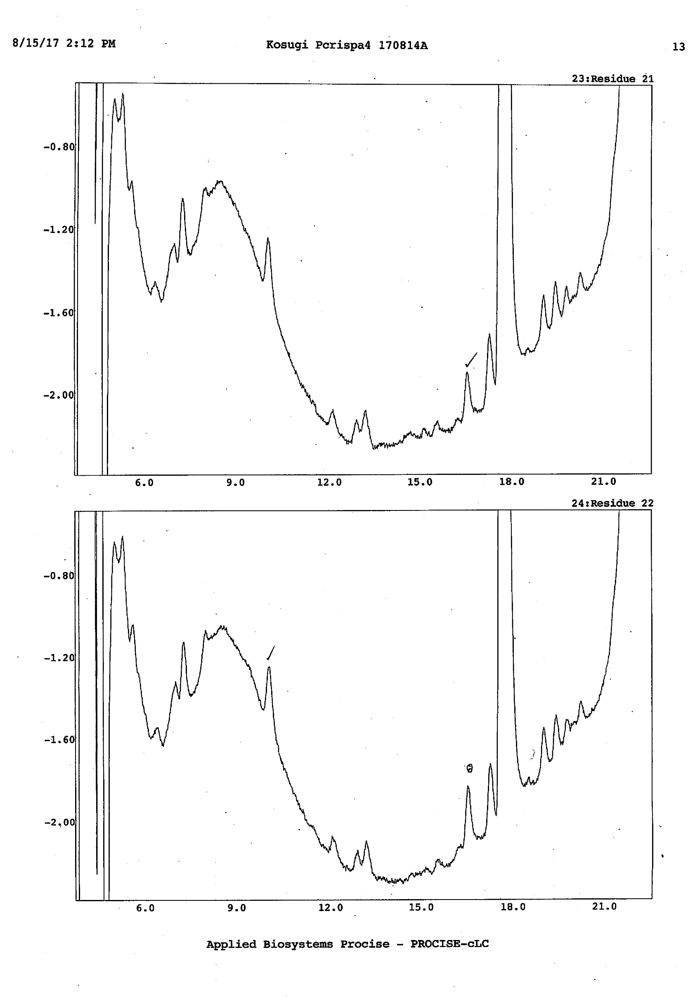 8/15/17 2:12 PM Kosugi Pcrispa4 170814A 13
23:Residue 21
-0.80
-1.20
-1.60
-2.00
6.0 9.0 12.0 15.0 18.0 21.0
24:Residue 22
-0.80
-1.20
-1.60
-2.00
6.0 9.0 12.0 15.0 18.0 21.0
Applied Biosystems Procise - PROCISE-cLC